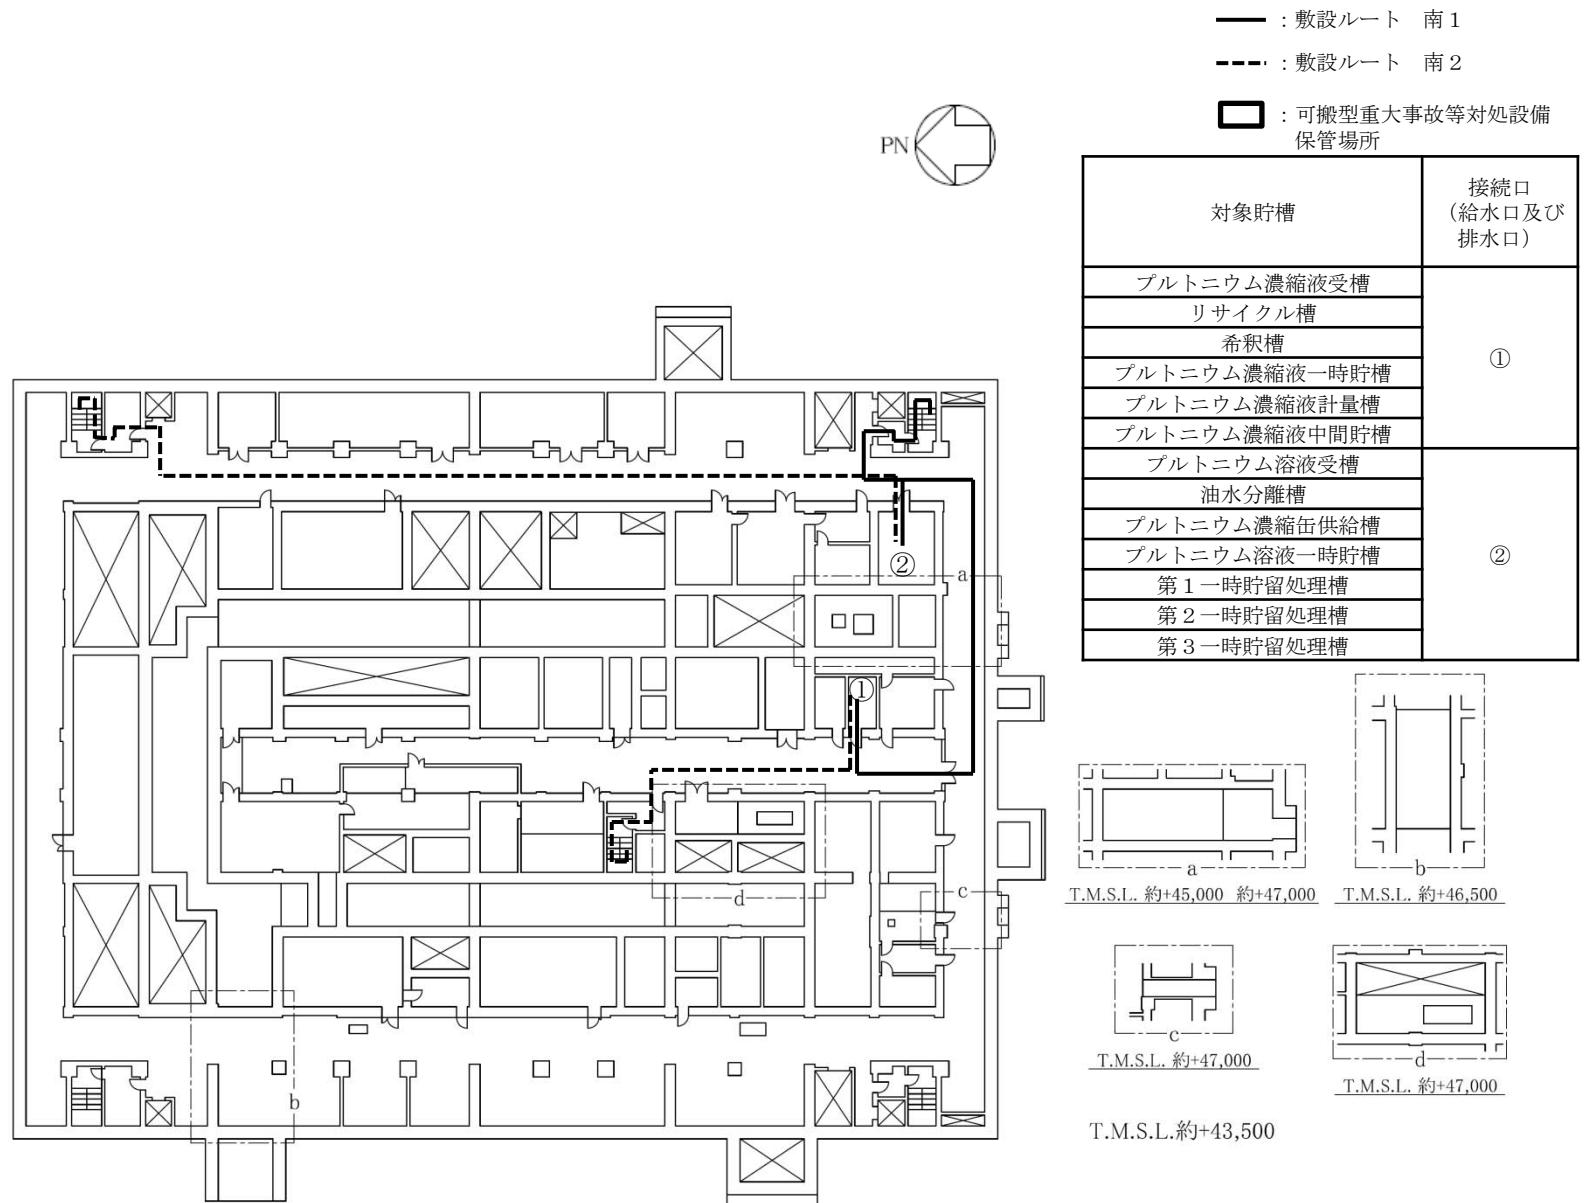 ：敷設ルート　南１
：敷設ルート　南２
：可搬型重大事故等対処設備
保管場所
PN
対象貯槽
接続口
（給水口及び
排水口）
プルトニウム濃縮液受槽
リサイクル槽
希釈槽
プルトニウム濃縮液一時貯槽
プルトニウム濃縮液計量槽
プルトニウム濃縮液中間貯槽
①
プルトニウム溶液受槽
油水分離槽
プルトニウム濃縮缶供給槽
プルトニウム溶液一時貯槽
第１一時貯留処理槽
第２一時貯留処理槽
第３一時貯留処理槽
②
②
a
①
d
c
b
a
T.M.S.L. 約+45,000 約+47,000
b
T.M.S.L. 約+46,500
c
T.M.S.L. 約+47,000
d
T.M.S.L. 約+47,000
T.M.S.L.約+43,500